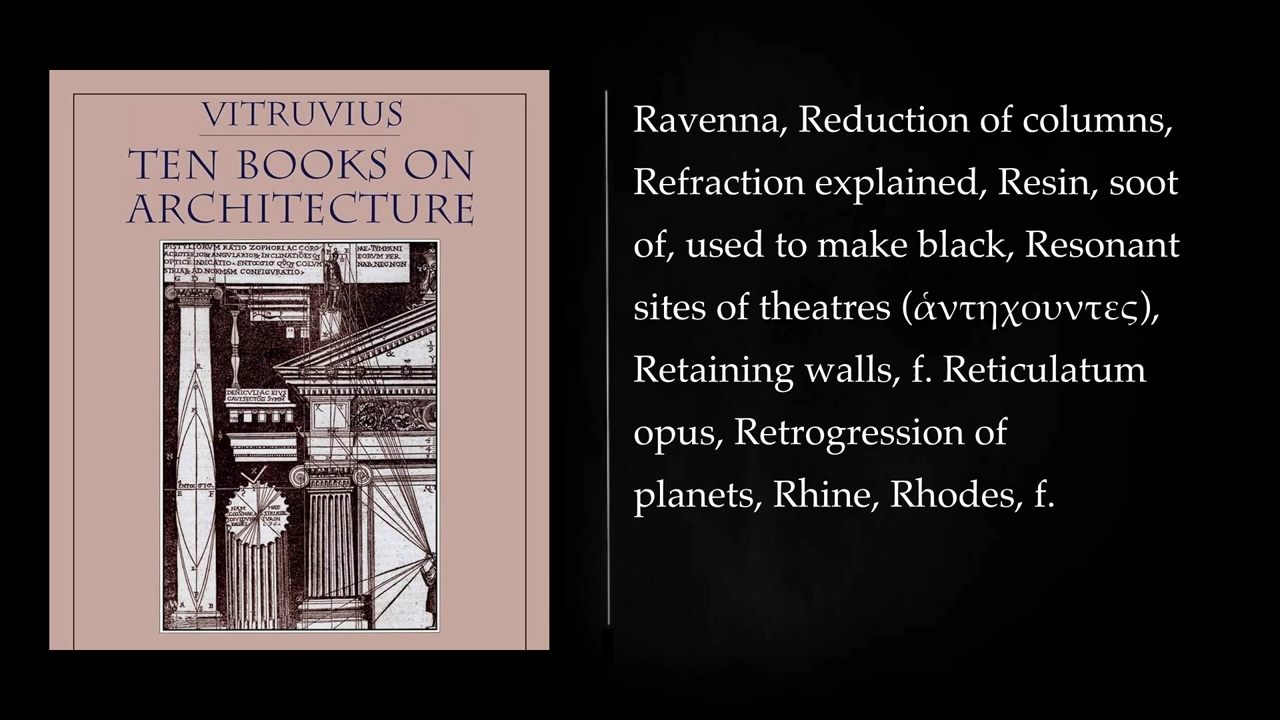 VITRUVIUS
TEN BOOKS ON
ARCHITECTURE
Ravenna, Reduction of columns,
Refraction explained, Resin, soot
of, used to make black, Resonant
sites of theatres (ἁντηχουντες),
Retaining walls, f. Reticulatum
opus, Retrogression of
planets, Rhine, Rhodes, f.